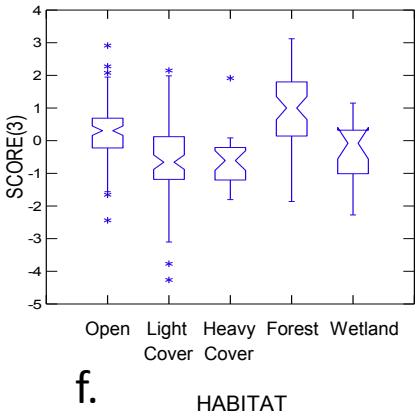 4
3
2
1
0
-1
-2
-3
-4
-5
SCORE(3)
Open Light Heavy Forest Wetland
Cover Cover
f.
HABITAT